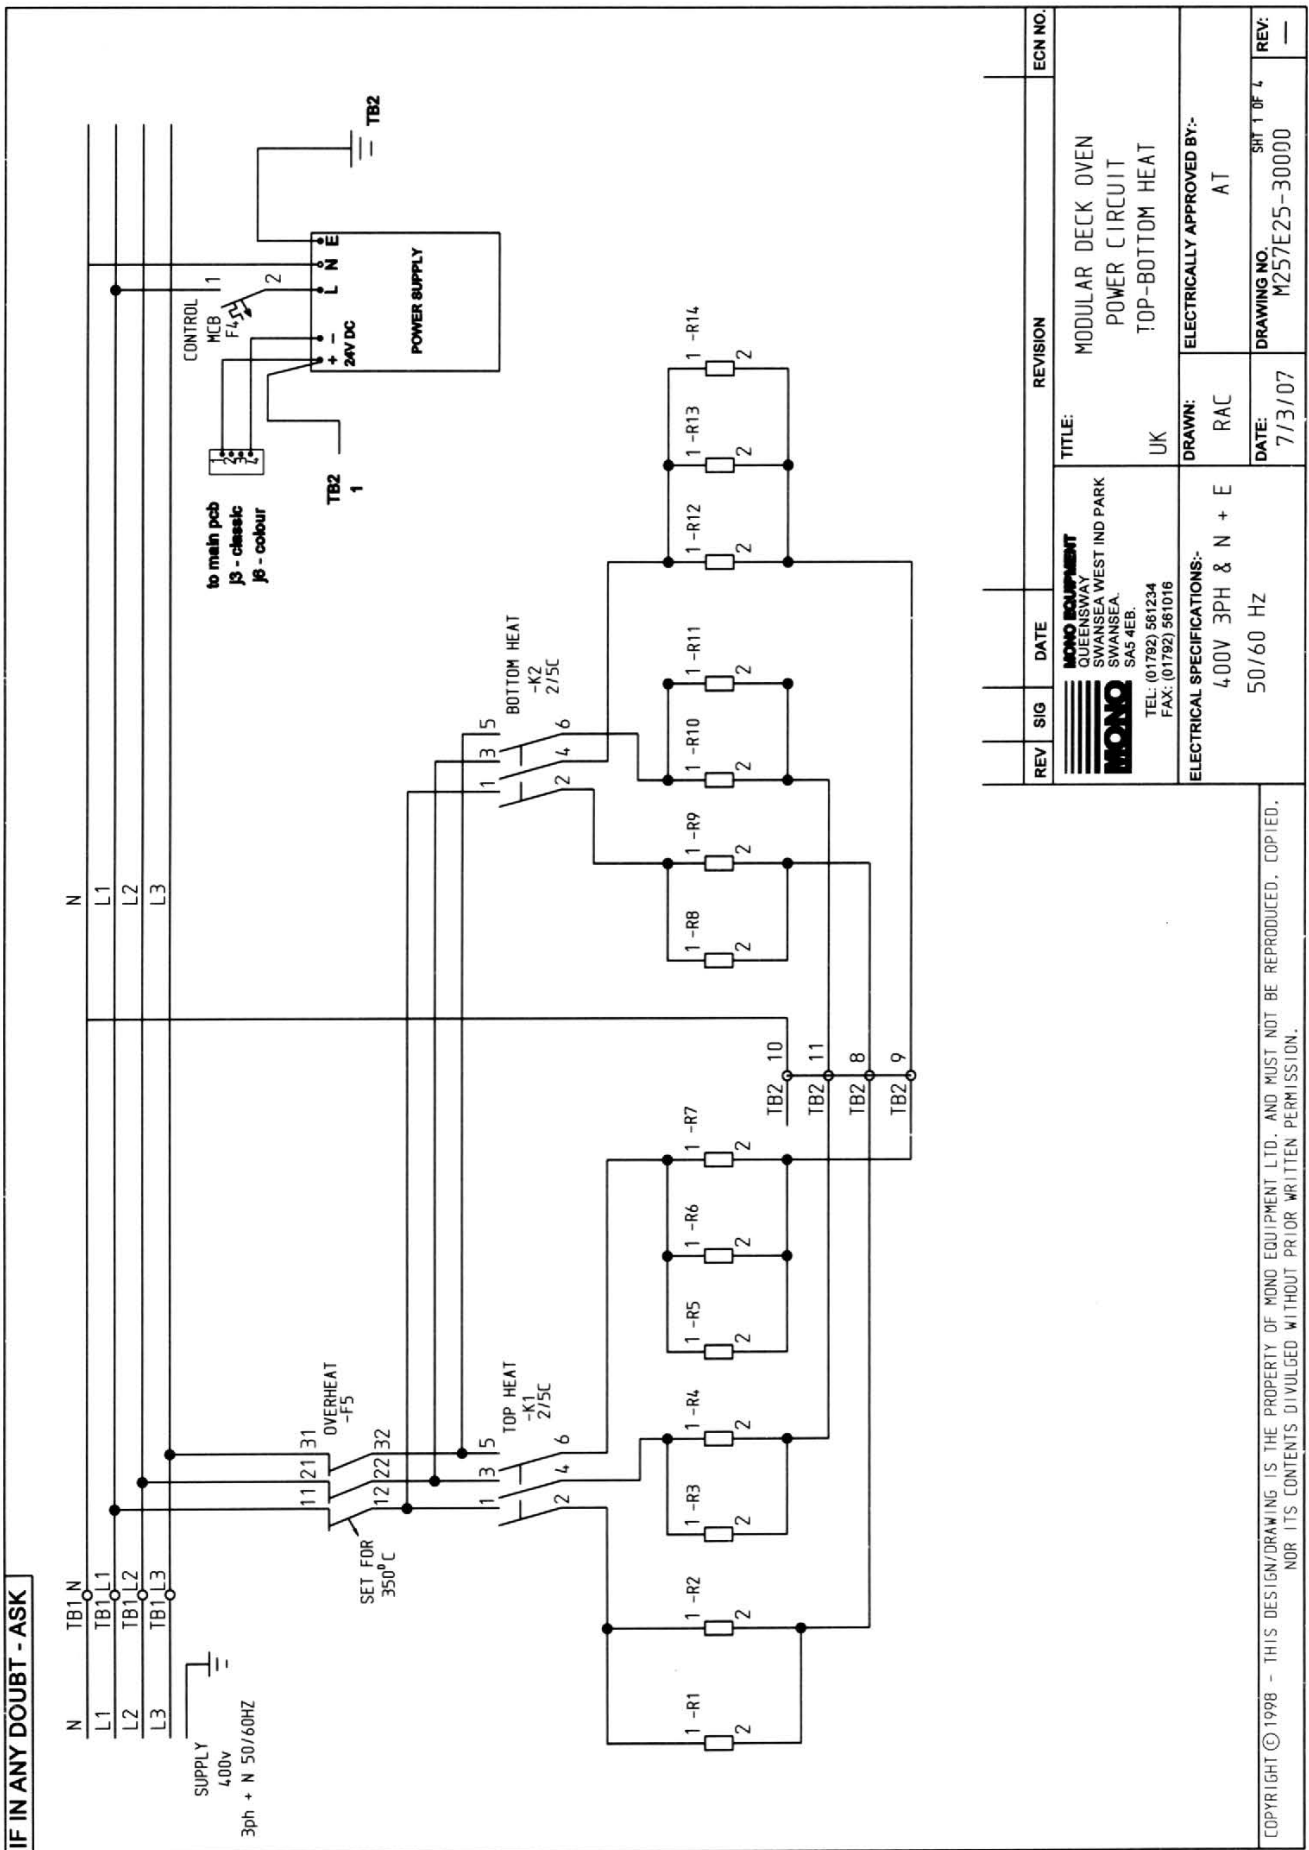 IF IN ANY DOUBT - ASK
N
L1
L2
L3
TB1 N
TB1 L1
TB1 L2
TB1 L3
SUPPLY
400v
3ph + N 50/60HZ
N
L1
L2
L3
11 21 31
OVERHEAT
-F5
12 22 32
SET FOR
350°C
TOP HEAT
-K1
2/5C
1 3 5
2 4 6
BOTTOM HEAT
-K2
2/5C
1 3 5
2 4 6
CONTROL
MCB
F4
1
2
to main pcb
j3 - classic
j6 - colour
1
2
3
4
TB2
1
+ - L N E
24V DC
POWER SUPPLY
TB2
1 -R1
2
1 -R2
2
1 -R3
2
1 -R4
2
1 -R5
2
1 -R6
2
1 -R7
2
TB2 10
TB2 11
TB2 8
TB2 9
1 -R8
2
1 -R9
2
1 -R10
2
1 -R11
2
1 -R12
2
1 -R13
2
1 -R14
2
REV SIG DATE REVISION ECN NO.
MONO
MONO EQUIPMENT
QUEENSWAY
SWANSEA WEST IND PARK
SWANSEA.
SA5 4EB.
TEL: (01792) 561234
FAX: (01792) 561016
TITLE:
MODULAR DECK OVEN
POWER CIRCUIT
TOP-BOTTOM HEAT
UK
ELECTRICAL SPECIFICATIONS:-
400V 3PH & N + E
50/60 HZ
DRAWN:
RAC
ELECTRICALLY APPROVED BY:-
AT
DATE:
7/3/07
DRAWING NO.
SHT 1 OF 4
M257E25-30000
REV:
—
COPYRIGHT © 1998 - THIS DESIGN/DRAWING IS THE PROPERTY OF MONO EQUIPMENT LTD. AND MUST NOT BE REPRODUCED, COPIED,
NOR ITS CONTENTS DIVULGED WITHOUT PRIOR WRITTEN PERMISSION.